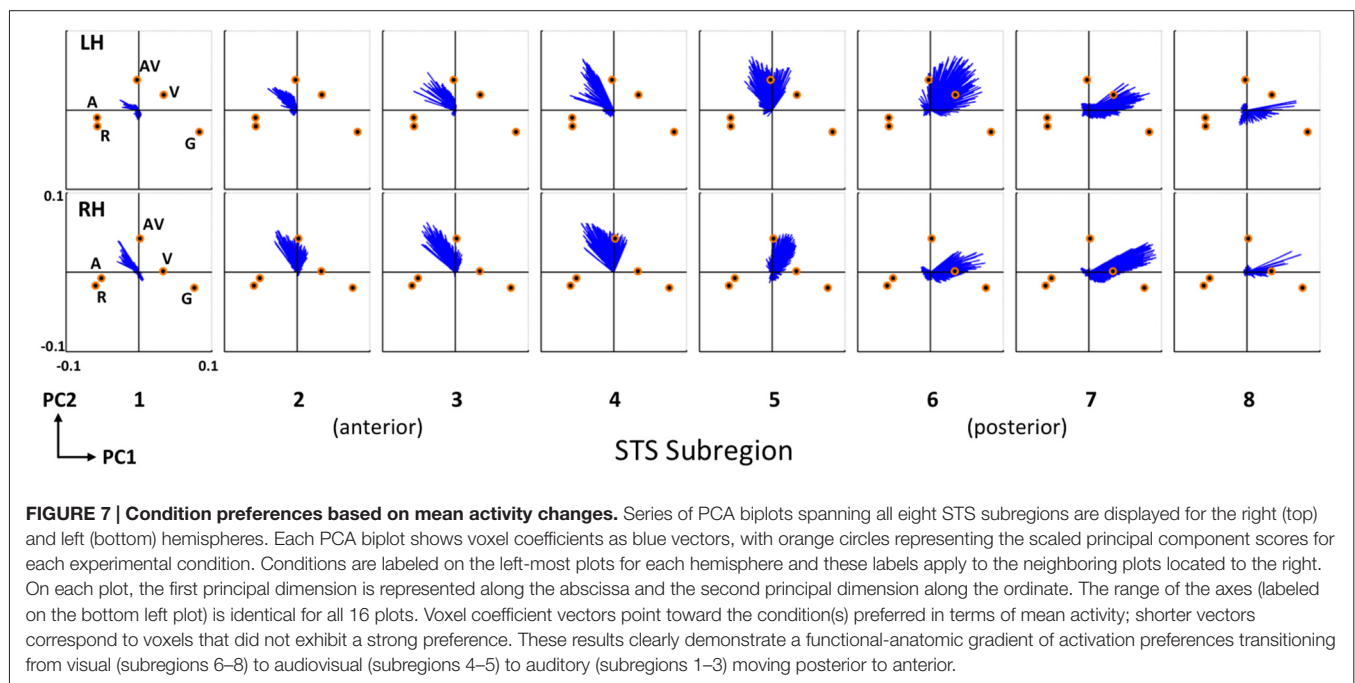 LH
AV
V
A
R
G
0.1
RH
AV
A
V
R
G
-0.1
-0.1 0.1
PC2 1 2 3 4 5 6 7 8
(anterior) (posterior)
PC1
STS Subregion
FIGURE 7 | Condition preferences based on mean activity changes. Series of PCA biplots spanning all eight STS subregions are displayed for the right (top)
and left (bottom) hemispheres. Each PCA biplot shows voxel coefficients as blue vectors, with orange circles representing the scaled principal component scores for
each experimental condition. Conditions are labeled on the left-most plots for each hemisphere and these labels apply to the neighboring plots located to the right.
On each plot, the first principal dimension is represented along the abscissa and the second principal dimension along the ordinate. The range of the axes (labeled
on the bottom left plot) is identical for all 16 plots. Voxel coefficient vectors point toward the condition(s) preferred in terms of mean activity; shorter vectors
correspond to voxels that did not exhibit a strong preference. These results clearly demonstrate a functional-anatomic gradient of activation preferences transitioning
from visual (subregions 6–8) to audiovisual (subregions 4–5) to auditory (subregions 1–3) moving posterior to anterior.